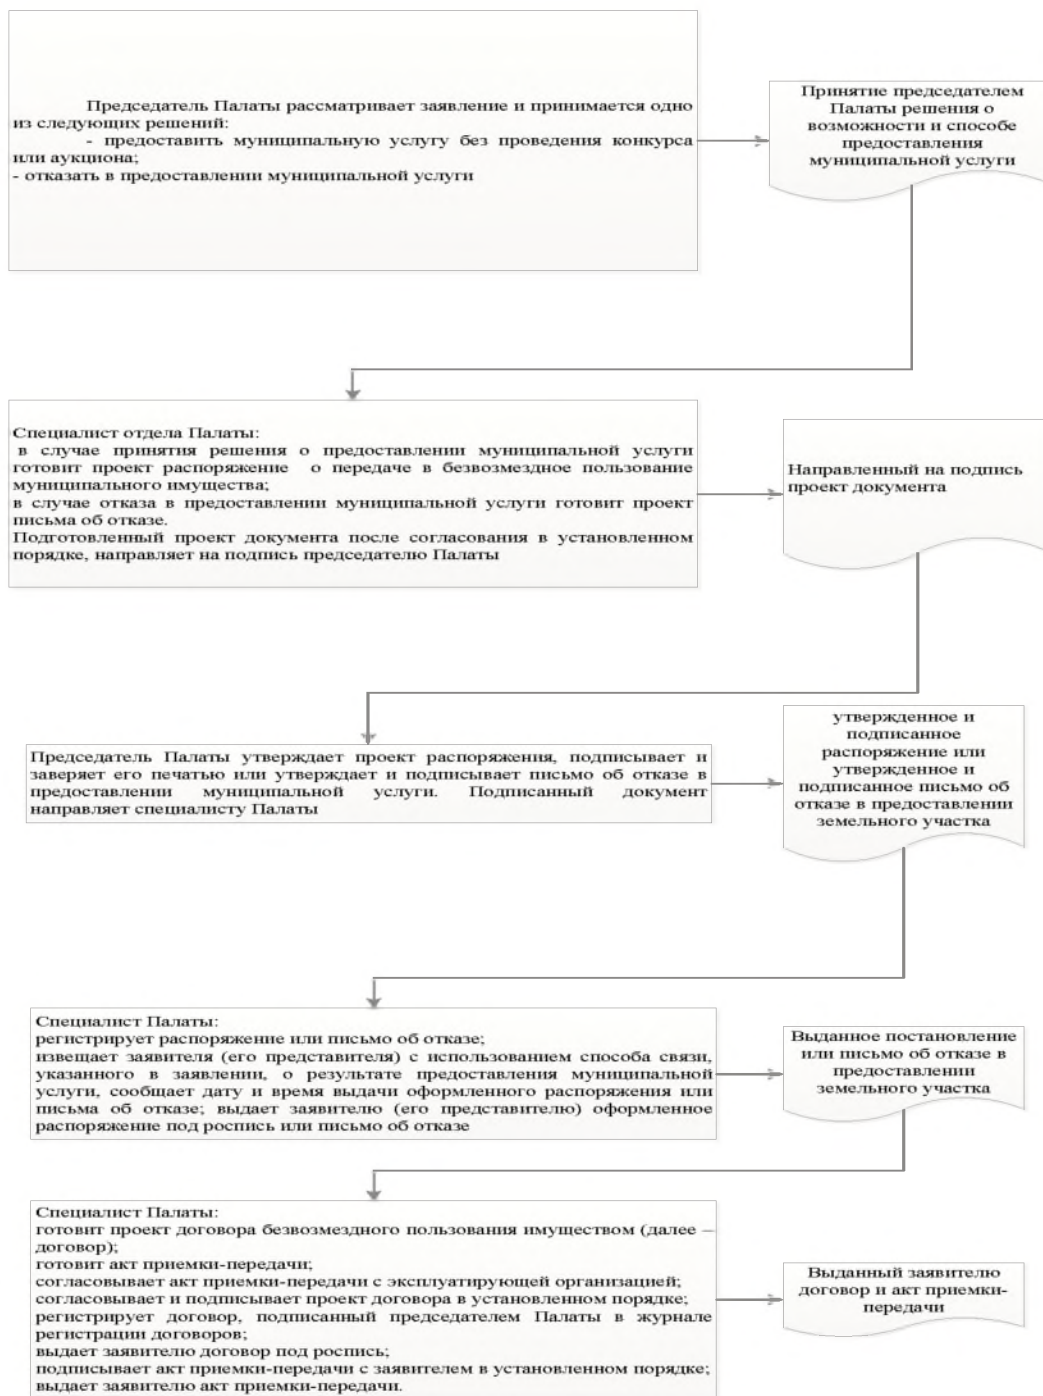 Председатель Палаты рассматривает заявление и принимается одно
из следующих решений:
- предоставить муниципальную услугу без проведения конкурса
или аукциона;
- отказать в предоставлении муниципальной услуги
Принятие председателем
Палаты решения о
возможности и способе
предоставления
муниципальной услуги
Специалист отдела Палаты:
в случае принятия решения о предоставлении муниципальной услуги
готовит проект распоряжение о передаче в безвозмездное пользование
муниципального имущества;
в случае отказа в предоставлении муниципальной услуги готовит проект
письма об отказе.
Подготовленный проект документа после согласования в установленном
порядке, направляет на подпись председателю Палаты
Направленный на подпись
проект документа
Председатель Палаты утверждает проект распоряжения, подписывает и
заверяет его печатью или утверждает и подписывает письмо об отказе в
предоставлении муниципальной услуги. Подписанный документ
направляет специалисту Палаты
утвержденное и
подписанное
распоряжение или
утвержденное и
подписанное письмо об
отказе в предоставлении
земельного участка
Специалист Палаты:
регистрирует распоряжение или письмо об отказе;
извещает заявителя (его представителя) с использованием способа связи,
указанного в заявлении, о результате предоставления муниципальной
услуги, сообщает дату и время выдачи оформленного распоряжения или
письма об отказе; выдает заявителю (его представителю) оформленное
распоряжение под роспись или письмо об отказе
Выданное постановление
или письмо об отказе в
предоставлении
земельного участка
Специалист Палаты:
готовит проект договора безвозмездного пользования имуществом (далее –
договор);
готовит акт приемки-передачи;
согласовывает акт приемки-передачи с эксплуатирующей организацией;
согласовывает и подписывает проект договора в установленном порядке;
регистрирует договор, подписанный председателем Палаты в журнале
регистрации договоров;
выдает заявителю договор под роспись;
подписывает акт приемки-передачи с заявителем в установленном порядке;
выдает заявителю акт приемки-передачи.
Выданный заявителю
договор и акт приемки-
передачи